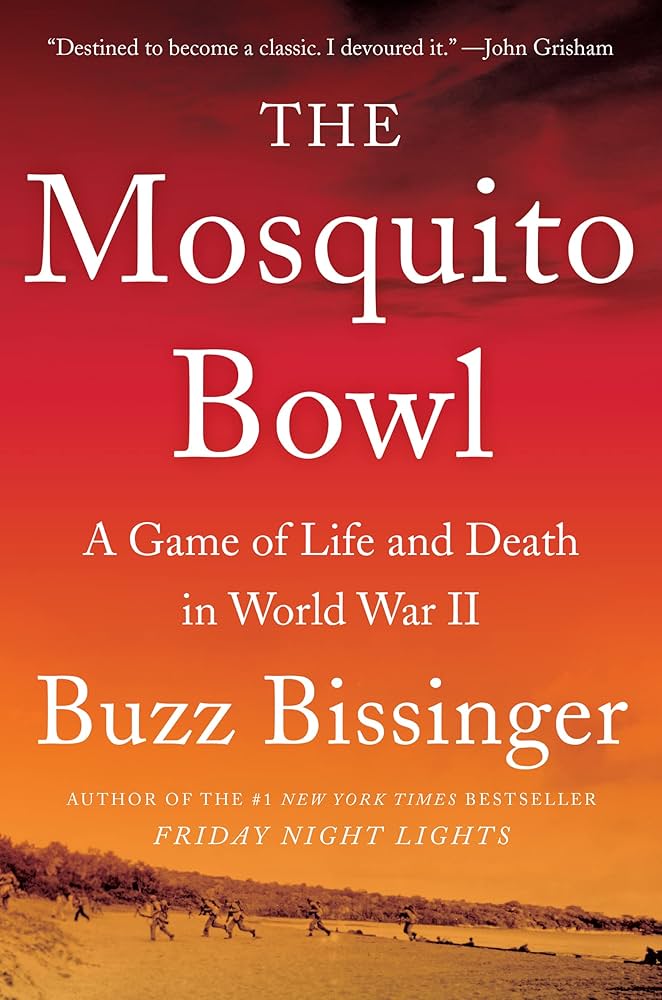 “Destined to become a classic. I devoured it.” —John Grisham
THE
Mosquito
Bowl
A Game of Life and Death
in World War II
Buzz Bissinger
AUTHOR OF THE #1 NEW YORK TIMES BESTSELLER
FRIDAY NIGHT LIGHTS